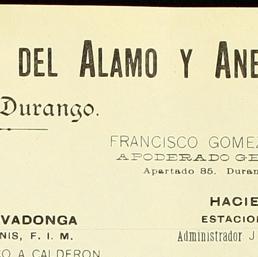 DEL ALAMO Y ANE
Durango.
FRANCISCO GOMEZ
APODERADO GE
Apartado 85. Duran
HACIE
VADONGA
ESTACIO
NIS, F. I. M.
Administrador J
O A CALDERON